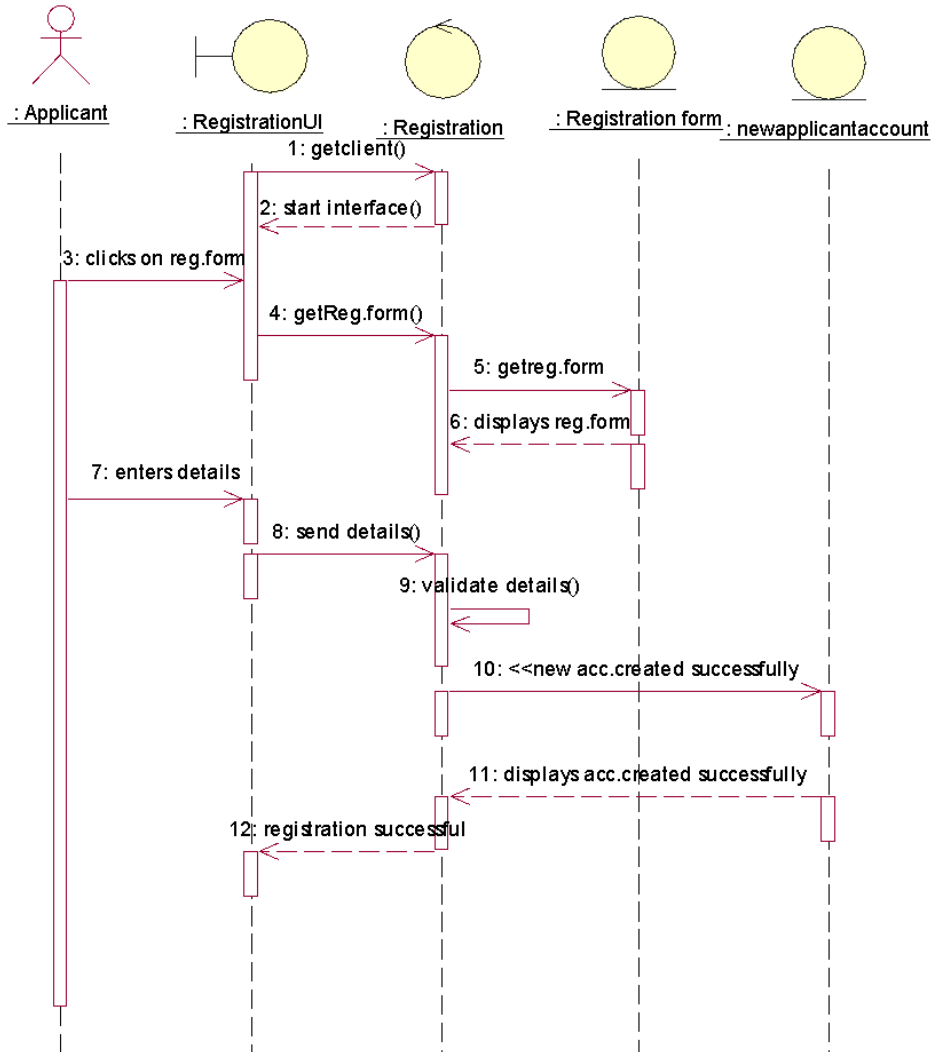 : Applicant
: RegistrationUI
: Registration
: Registration form
: newapplicantaccount
1: getclient()
2: start interface()
3: clicks on reg.form
4: getReg.form()
5: getreg.form
6: displays reg.form
7: enters details
8: send details()
9: validate details()
10: <<new acc.created successfully
11: displays acc.created successfully
12: registration successful